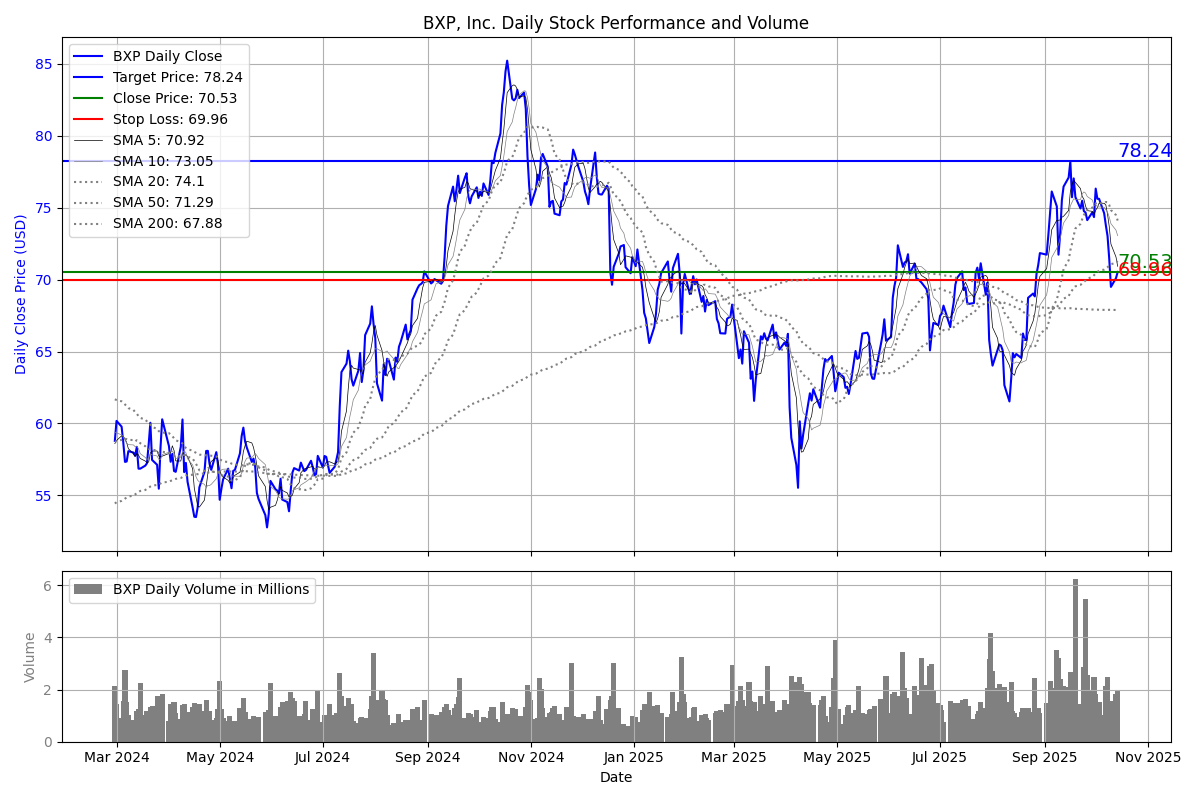 BXP, Inc. Daily Stock Performance and Volume
BXP Daily Close
Target Price: 78.24
Close Price: 70.53
Stop Loss: 69.96
SMA 5: 70.92
SMA 10: 73.05
SMA 20: 74.1
SMA 50: 71.29
SMA 200: 67.88
85
80
75
70
65
60
55
Daily Close Price (USD)
78.24
70.53
69.96
BXP Daily Volume in Millions
6
4
2
0
Volume
Mar 2024 May 2024 Jul 2024 Sep 2024 Nov 2024 Jan 2025 Mar 2025 May 2025 Jul 2025 Sep 2025 Nov 2025
Date